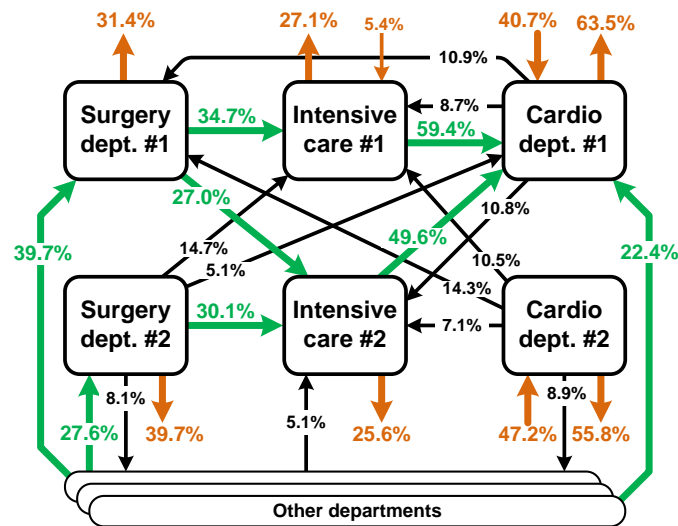 31.4%
27.1%
5.4%
40.7%
63.5%
10.9%
Surgery
dept. #1
34.7%
Intensive
care #1
8.7%
59.4%
Cardio
dept. #1
27.0%
10.8%
39.7%
14.7%
5.1%
49.6%
10.5%
22.4%
14.3%
Surgery
dept. #2
30.1%
Intensive
care #2
7.1%
Cardio
dept. #2
8.1%
27.6%
39.7%
5.1%
25.6%
47.2%
8.9%
55.8%
Other departments